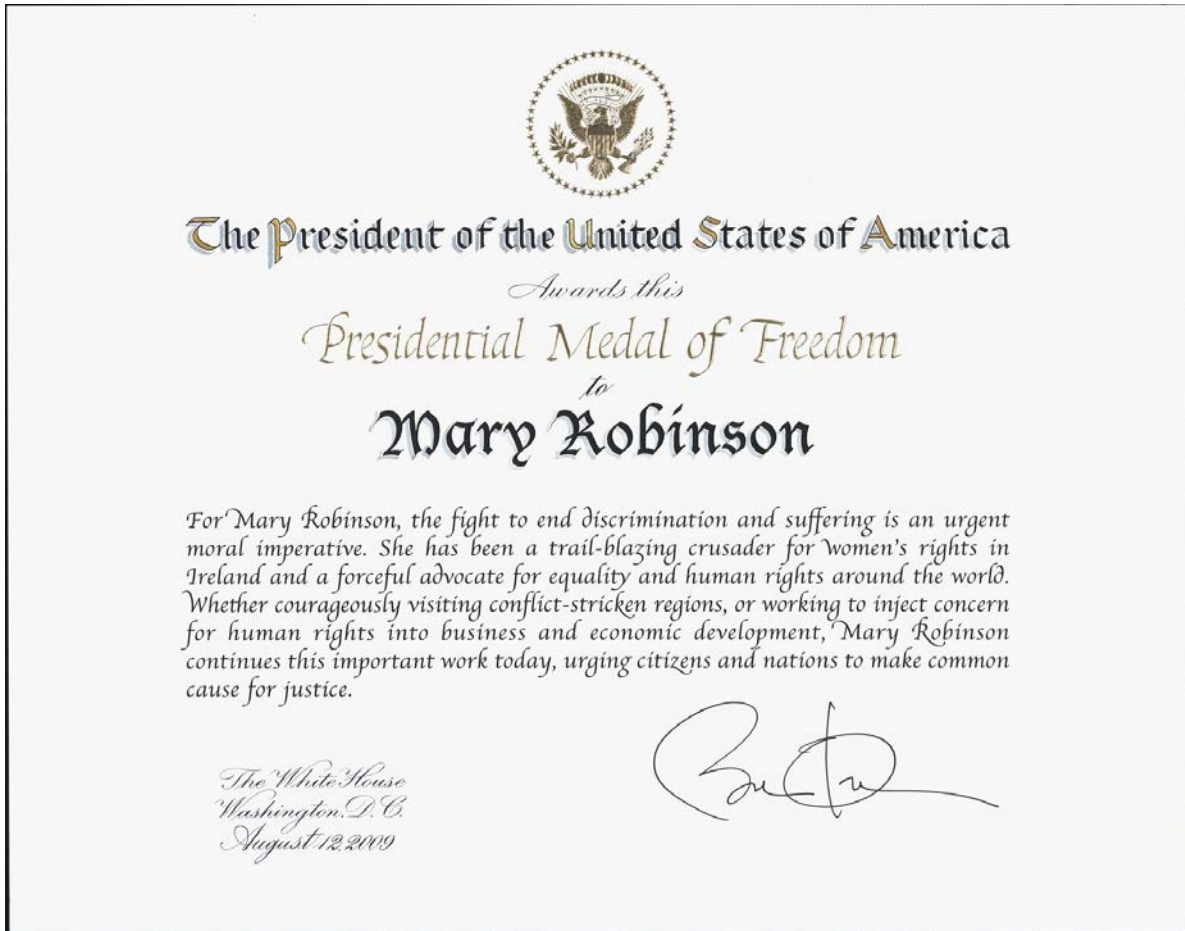 The President of the United States of America
Awards this
Presidential Medal of Freedom
to
Mary Robinson
For Mary Robinson, the fight to end discrimination and suffering is an urgent
moral imperative. She has been a trail-blazing crusader for women's rights in
Ireland and a forceful advocate for equality and human rights around the world.
Whether courageously visiting conflict-stricken regions, or working to inject concern
for human rights into business and economic development, Mary Robinson
continues this important work today, urging citizens and nations to make common
cause for justice.
The White House
Washington, D.C.
August 12, 2009